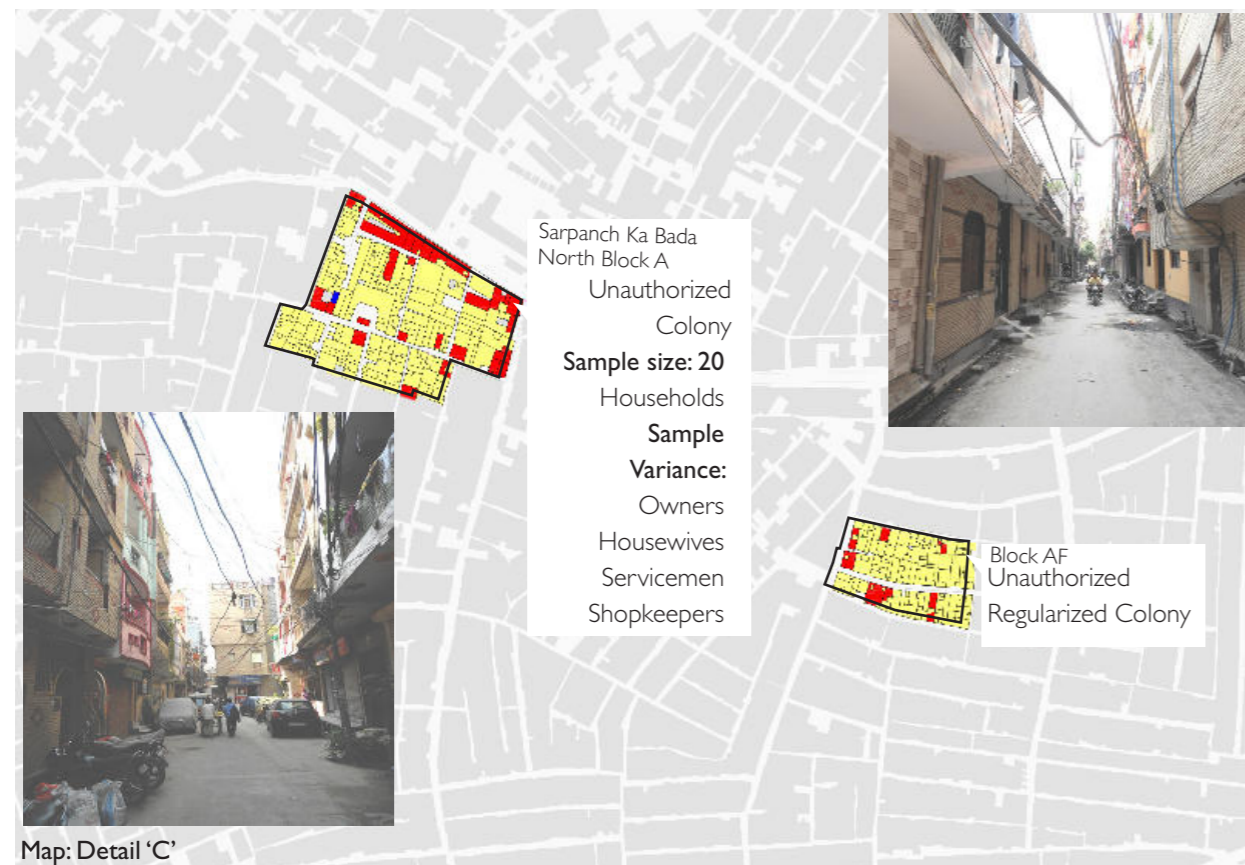 Sarpanch Ka Bada
North Block A
Unauthorized
Colony
Sample size: 20
Households
Sample
Variance:
Owners
Housewives
Servicemen
Shopkeepers
Block AF
Unauthorized
Regularized Colony
Map: Detail ‘C’